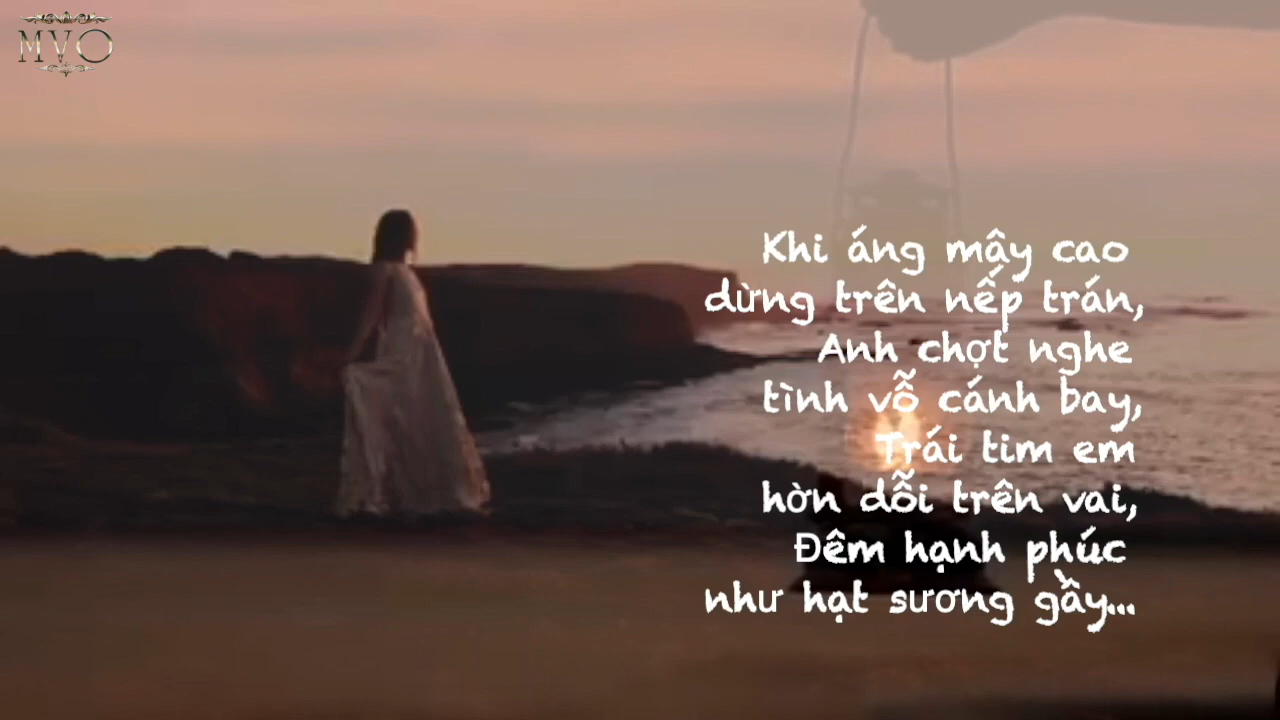 MVO
Khi áng mây cao
dừng trên nếp trán,
Anh chợt nghe
tình vỗ cánh bay,
Trái tim em
hờn dỗi trên vai,
Đêm hạnh phúc
như hạt sương gầy...